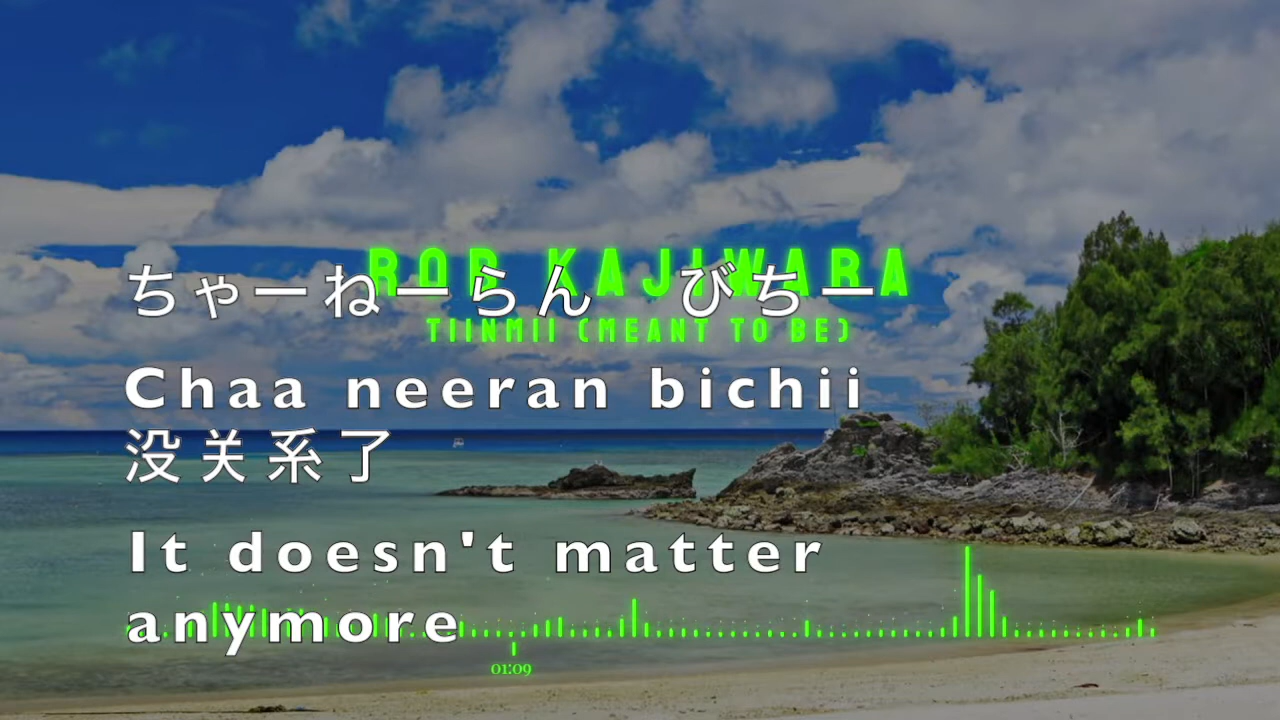 ROB KAJIWARA
ちゃーねーらん びちー
TIINMII (MEANT TO BE)
Chaa neeran bichii
没关系了
It doesn't matter
anymore
01:09